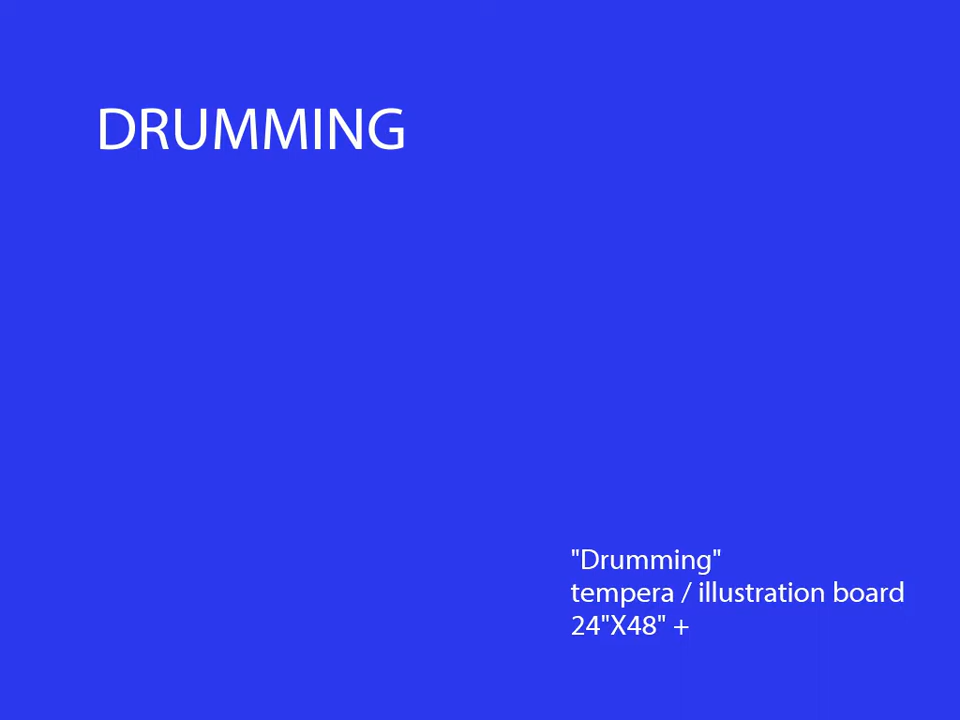 DRUMMING
"Drumming"
tempera / illustration board
24"X48" +